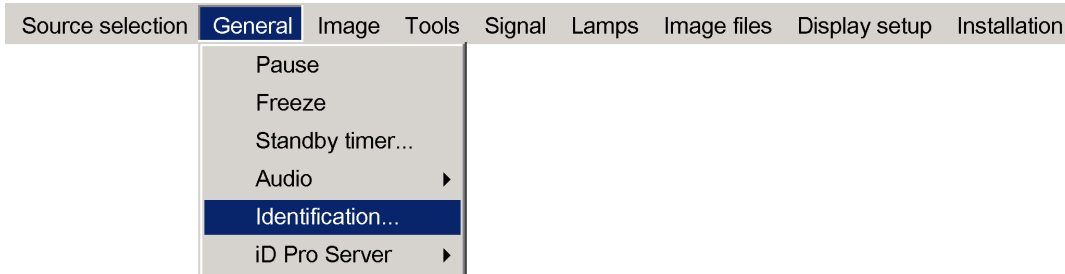 Source selection General Image Tools Signal Lamps Image files Display setup Installation
Pause
Freeze
Standby timer...
Audio
Identification...
iD Pro Server